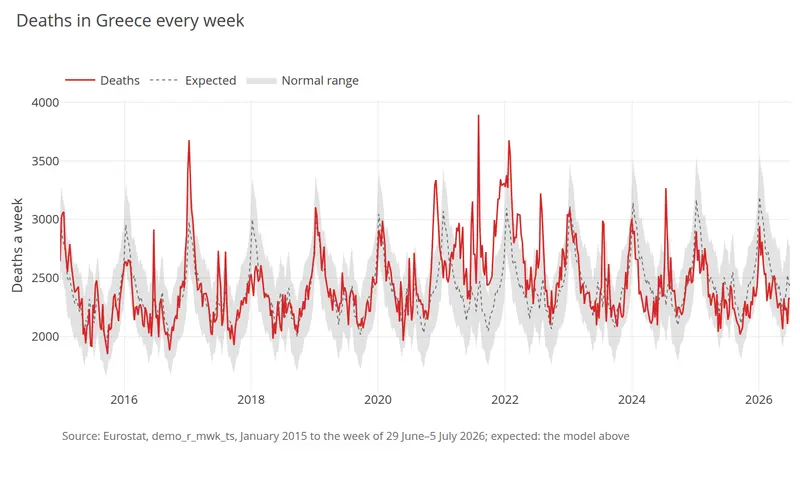 Deaths in Greece every week
Deaths Expected Normal range
Deaths a week
4000
3500
3000
2500
2000
2016 2018 2020 2022 2024 2026
Source: Eurostat, demo_r_mwk_ts, January 2015 to the week of 29 June–5 July 2026; expected: the model above